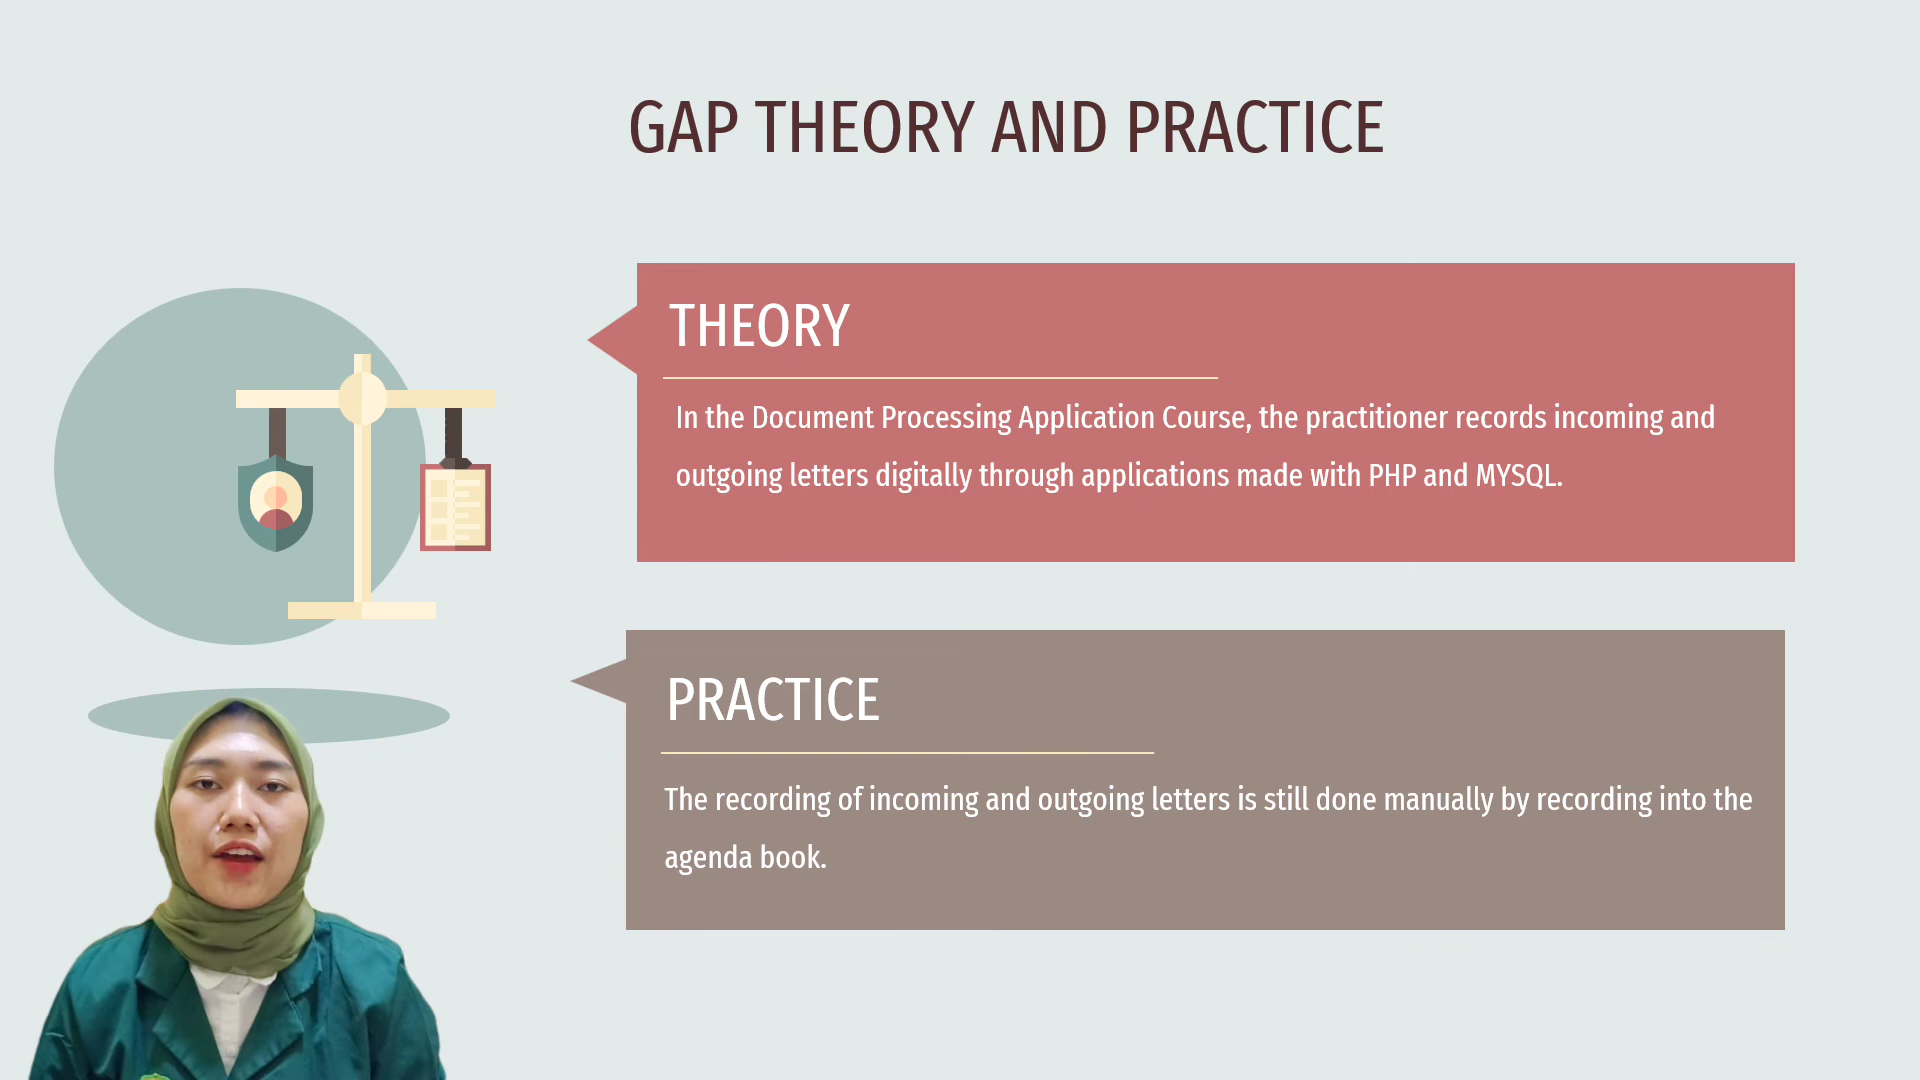 GAP THEORY AND PRACTICE
THEORY
In the Document Processing Application Course, the practitioner records incoming and
outgoing letters digitally through applications made with PHP and MYSQL.
PRACTICE
The recording of incoming and outgoing letters is still done manually by recording into the
agenda book.